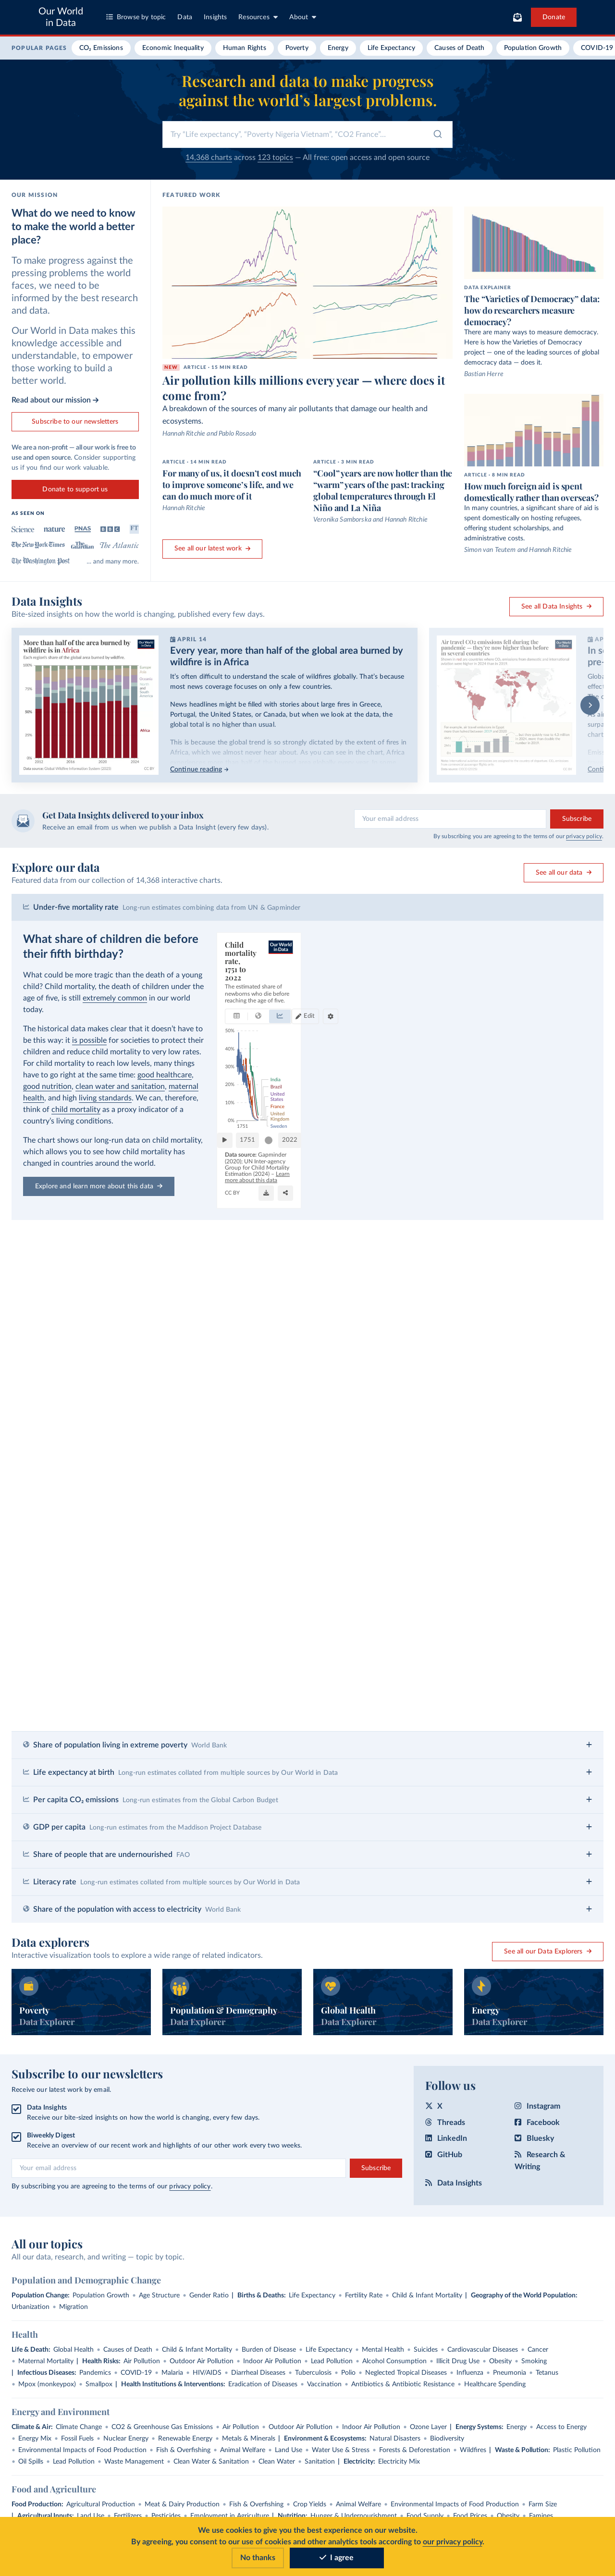 Our World
in Data
Browse by topic
Data
Insights
Resources
About
Donate
POPULAR PAGES
CO₂ Emissions
Economic Inequality
Human Rights
Poverty
Energy
Life Expectancy
Causes of Death
Population Growth
COVID-19
Research and data to make progress
against the world's largest problems.
Try "Life expectancy", "Poverty Nigeria Vietnam", "CO2 France"...
14,368 charts across 123 topics — All free: open access and open source
OUR MISSION
What do we need to know
to make the world a better
place?
To make progress against the
pressing problems the world
faces, we need to be
informed by the best research
and data.
Our World in Data makes this
knowledge accessible and
understandable, to empower
those working to build a
better world.
Read about our mission →
Subscribe to our newsletters
We are a non-profit — all our work is free to
use and open source. Consider supporting
us if you find our work valuable.
Donate to support us
AS SEEN ON
Science nature PNAS BBC FT
The New York Times The Guardian The Atlantic
The Washington Post ... and many more.
FEATURED WORK
NEW ARTICLE - 15 MIN READ
Air pollution kills millions every year — where does it
come from?
A breakdown of the sources of many air pollutants that damage our health and
ecosystems.
Hannah Ritchie and Pablo Rosado
ARTICLE - 14 MIN READ
For many of us, it doesn't cost much
to improve someone's life, and we
can do much more of it
Hannah Ritchie
ARTICLE - 3 MIN READ
"Cool" years are now hotter than the
"warm" years of the past: tracking
global temperatures through El
Niño and La Niña
Veronika Samborska and Hannah Ritchie
See all our latest work →
DATA EXPLAINER
The "Varieties of Democracy" data:
how do researchers measure
democracy?
There are many ways to measure democracy.
Here is how the Varieties of Democracy
project — one of the leading sources of global
democracy data — does it.
Bastian Herre
ARTICLE - 8 MIN READ
How much foreign aid is spent
domestically rather than overseas?
In many countries, a significant share of aid is
spent domestically on hosting refugees,
offering student scholarships, and
administrative costs.
Simon van Teutem and Hannah Ritchie
Data Insights
Bite-sized insights on how the world is changing, published every few days.
See all Data Insights →
More than half of the area burned by
wildfires is in Africa
Africa
APRIL 14
Every year, more than half of the global area burned by
wildfires is in Africa
It's often difficult to understand the scale of wildfires globally. That's because
most news coverage focuses on only a few countries.
News headlines might be filled with stories about large fires in Greece,
Portugal, the United States, or Canada, but when we look at the data, the
global total is no higher than usual.
This is because the global trend is so strongly dictated by the extent of fires in
Africa, which sees almost never hear about. As you can see in the chart, Africa
Continue reading →
Air travel CO₂ emissions fell during the
pandemic — they're now higher than before
in several countries
Get Data Insights delivered to your inbox
Receive an email from us when we publish a Data Insight (every few days).
Your email address
Subscribe
By subscribing you are agreeing to the terms of our privacy policy.
Explore our data
Featured data from our collection of 14,368 interactive charts.
See all our data →
Under-five mortality rate Long-run estimates combining data from UN & Gapminder
What share of children die before
their fifth birthday?
What could be more tragic than the death of a young
child? Child mortality, the death of children under the
age of five, is still extremely common in our world
today.
The historical data makes clear that it doesn't have to
be this way: it is possible for societies to protect their
children and reduce child mortality to very low rates.
For child mortality to reach low levels, many things
have to go right at the same time: good healthcare,
good nutrition, clean water and sanitation, maternal
health, and high living standards. We can, therefore,
think of child mortality as a proxy indicator of a
country's living conditions.
The chart shows our long-run data on child mortality,
which allows you to see how child mortality has
changed in countries around the world.
Explore and learn more about this data →
Child
mortality
rate,
1751 to
2022
Our World
in Data
The estimated share of
newborns who die before
reaching the age of five.
Edit
50%
40%
30%
20%
10%
0%
India
Brazil
United
States
France
United
Kingdom
Sweden
1751
1751
2022
Data source: Gapminder
(2020); UN Inter-agency
Group for Child Mortality
Estimation (2024) – Learn
more about this data
CC BY
Share of population living in extreme poverty World Bank +
Life expectancy at birth Long-run estimates collated from multiple sources by Our World in Data +
Per capita CO₂ emissions Long-run estimates from the Global Carbon Budget +
GDP per capita Long-run estimates from the Maddison Project Database +
Share of people that are undernourished FAO +
Literacy rate Long-run estimates collated from multiple sources by Our World in Data +
Share of the population with access to electricity World Bank +
Data explorers
Interactive visualization tools to explore a wide range of related indicators.
See all our Data Explorers →
Poverty
Data Explorer
Population & Demography
Data Explorer
Global Health
Data Explorer
Energy
Data Explorer
Subscribe to our newsletters
Receive our latest work by email.
Data Insights
Receive our bite-sized insights on how the world is changing, every few days.
Biweekly Digest
Receive an overview of our recent work and highlights of our other work every two weeks.
Your email address
Subscribe
By subscribing you are agreeing to the terms of our privacy policy.
Follow us
X
Instagram
Threads
Facebook
LinkedIn
Bluesky
GitHub
Research &
Writing
Data Insights
All our topics
All our data, research, and writing — topic by topic.
Population and Demographic Change
Population Change: Population Growth • Age Structure • Gender Ratio | Births & Deaths: Life Expectancy • Fertility Rate • Child & Infant Mortality | Geography of the World Population:
Urbanization • Migration
Health
Life & Death: Global Health • Causes of Death • Child & Infant Mortality • Burden of Disease • Life Expectancy • Mental Health • Suicides • Cardiovascular Diseases • Cancer
• Maternal Mortality | Health Risks: Air Pollution • Outdoor Air Pollution • Indoor Air Pollution • Lead Pollution • Alcohol Consumption • Illicit Drug Use • Obesity • Smoking
| Infectious Diseases: Pandemics • COVID-19 • Malaria • HIV/AIDS • Diarrheal Diseases • Tuberculosis • Polio • Neglected Tropical Diseases • Influenza • Pneumonia • Tetanus
• Mpox (monkeypox) • Smallpox | Health Institutions & Interventions: Eradication of Diseases • Vaccination • Antibiotics & Antibiotic Resistance • Healthcare Spending
Energy and Environment
Climate & Air: Climate Change • CO2 & Greenhouse Gas Emissions • Air Pollution • Outdoor Air Pollution • Indoor Air Pollution • Ozone Layer | Energy Systems: Energy • Access to Energy
• Energy Mix • Fossil Fuels • Nuclear Energy • Renewable Energy • Metals & Minerals | Environment & Ecosystems: Natural Disasters • Biodiversity
• Environmental Impacts of Food Production • Fish & Overfishing • Animal Welfare • Land Use • Water Use & Stress • Forests & Deforestation • Wildfires | Waste & Pollution: Plastic Pollution
• Oil Spills • Lead Pollution • Waste Management • Clean Water & Sanitation • Clean Water • Sanitation | Electricity: Electricity Mix
Food and Agriculture
Food Production: Agricultural Production • Meat & Dairy Production • Fish & Overfishing • Crop Yields • Animal Welfare • Environmental Impacts of Food Production • Farm Size
| Agricultural Inputs: Land Use • Fertilizers • Pesticides • Employment in Agriculture | Nutrition: Hunger & Undernourishment • Food Supply • Food Prices • Obesity • Famines
We use cookies to give you the best experience on our website.
By agreeing, you consent to our use of cookies and other analytics tools according to our privacy policy.
No thanks
I agree